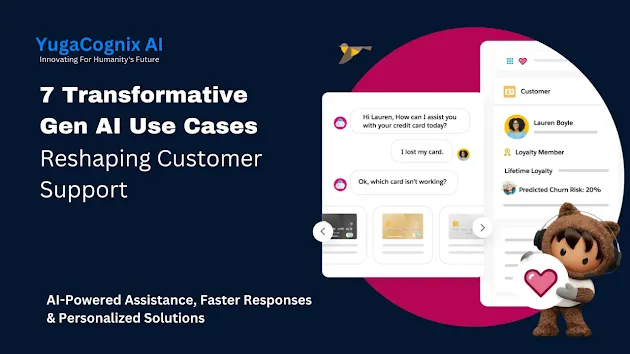 YugaCognix AI
Innovating For Humanity's Future
7 Transformative
Gen AI Use Cases
Reshaping Customer
Support
AI-Powered Assistance, Faster Responses
& Personalized Solutions
Hi Lauren, How can I assist you
with your credit card today?
I lost my card.
Ok, which card isn't working?
Customer
Lauren Boyle
Loyalty Member
Lifetime Loyalty
Predicted Churn Risk: 20%